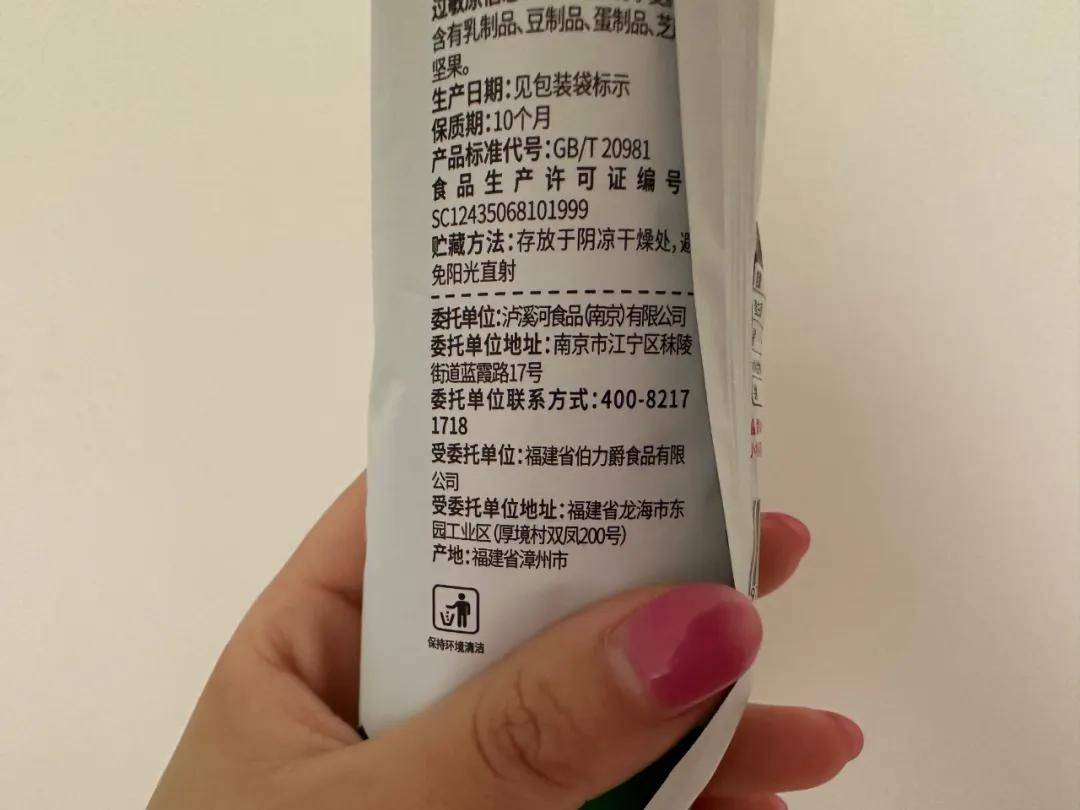 过敏原信息
含有乳制品、豆制品、蛋制品、芝
坚果。
生产日期:见包装袋标示
保质期:10个月
产品标准代号:GB/T 20981
食品生产许可证编号
SC12435068101999
贮藏方法:存放于阴凉干燥处,避
免阳光直射
委托单位:泸溪河食品(南京)有限公司
委托单位地址:南京市江宁区秣陵
街道蓝霞路17号
委托单位联系方式:400-8217
1718
受委托单位:福建省伯力爵食品有限
公司
受委托单位地址:福建省龙海市东
园工业区(厚境村双凤200号)
产地:福建省漳州市
保持环境清洁